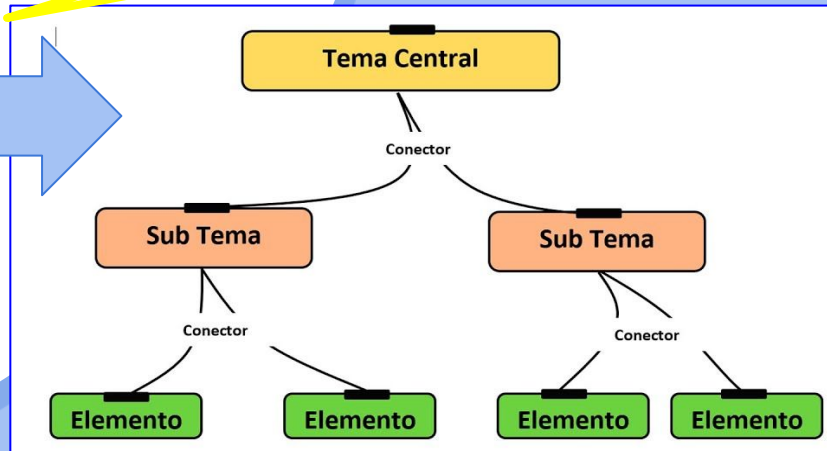 Tema Central
Conector
Sub Tema
Sub Tema
Conector
Conector
Elemento
Elemento
Elemento
Elemento